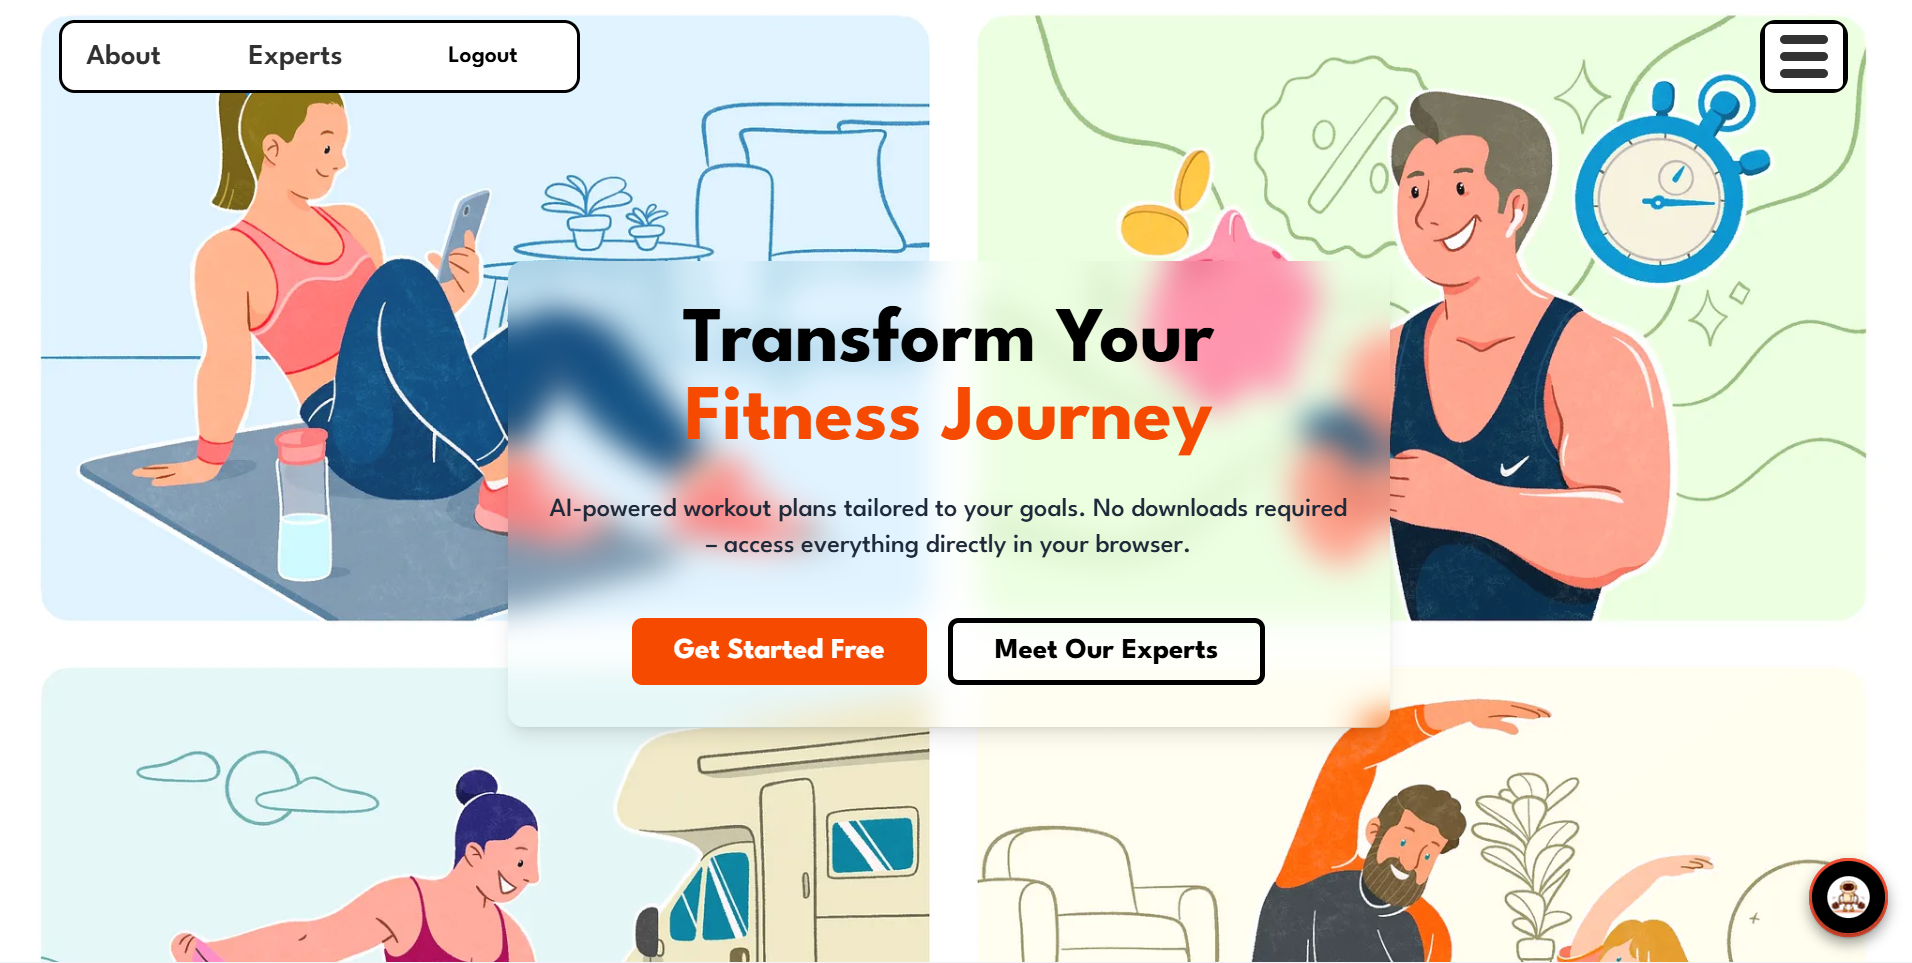 About
Experts
Logout
Transform Your
Fitness Journey
AI-powered workout plans tailored to your goals. No downloads required
– access everything directly in your browser.
Get Started Free
Meet Our Experts